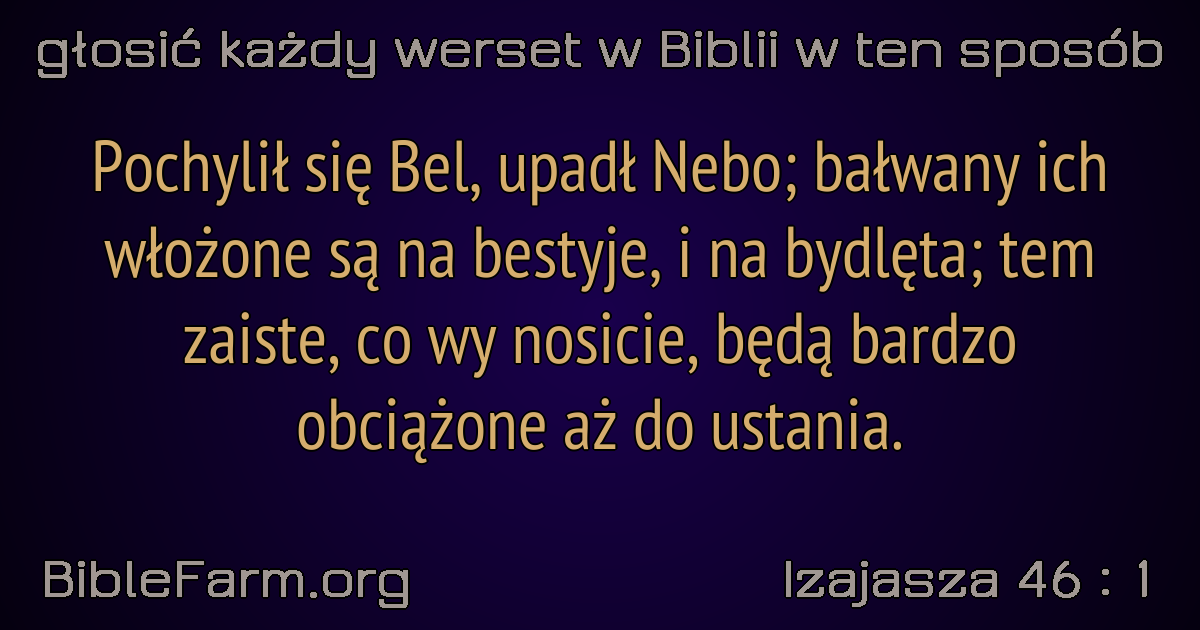 głosić każdy werset w Biblii w ten sposób
Pochylił się Bel, upadł Nebo; bałwany ich
włożone są na bestyje, i na bydlęta; tem
zaiste, co wy nosicie, będą bardzo
obciążone aż do ustania.
BibleFarm.org
Izajasza 46 : 1